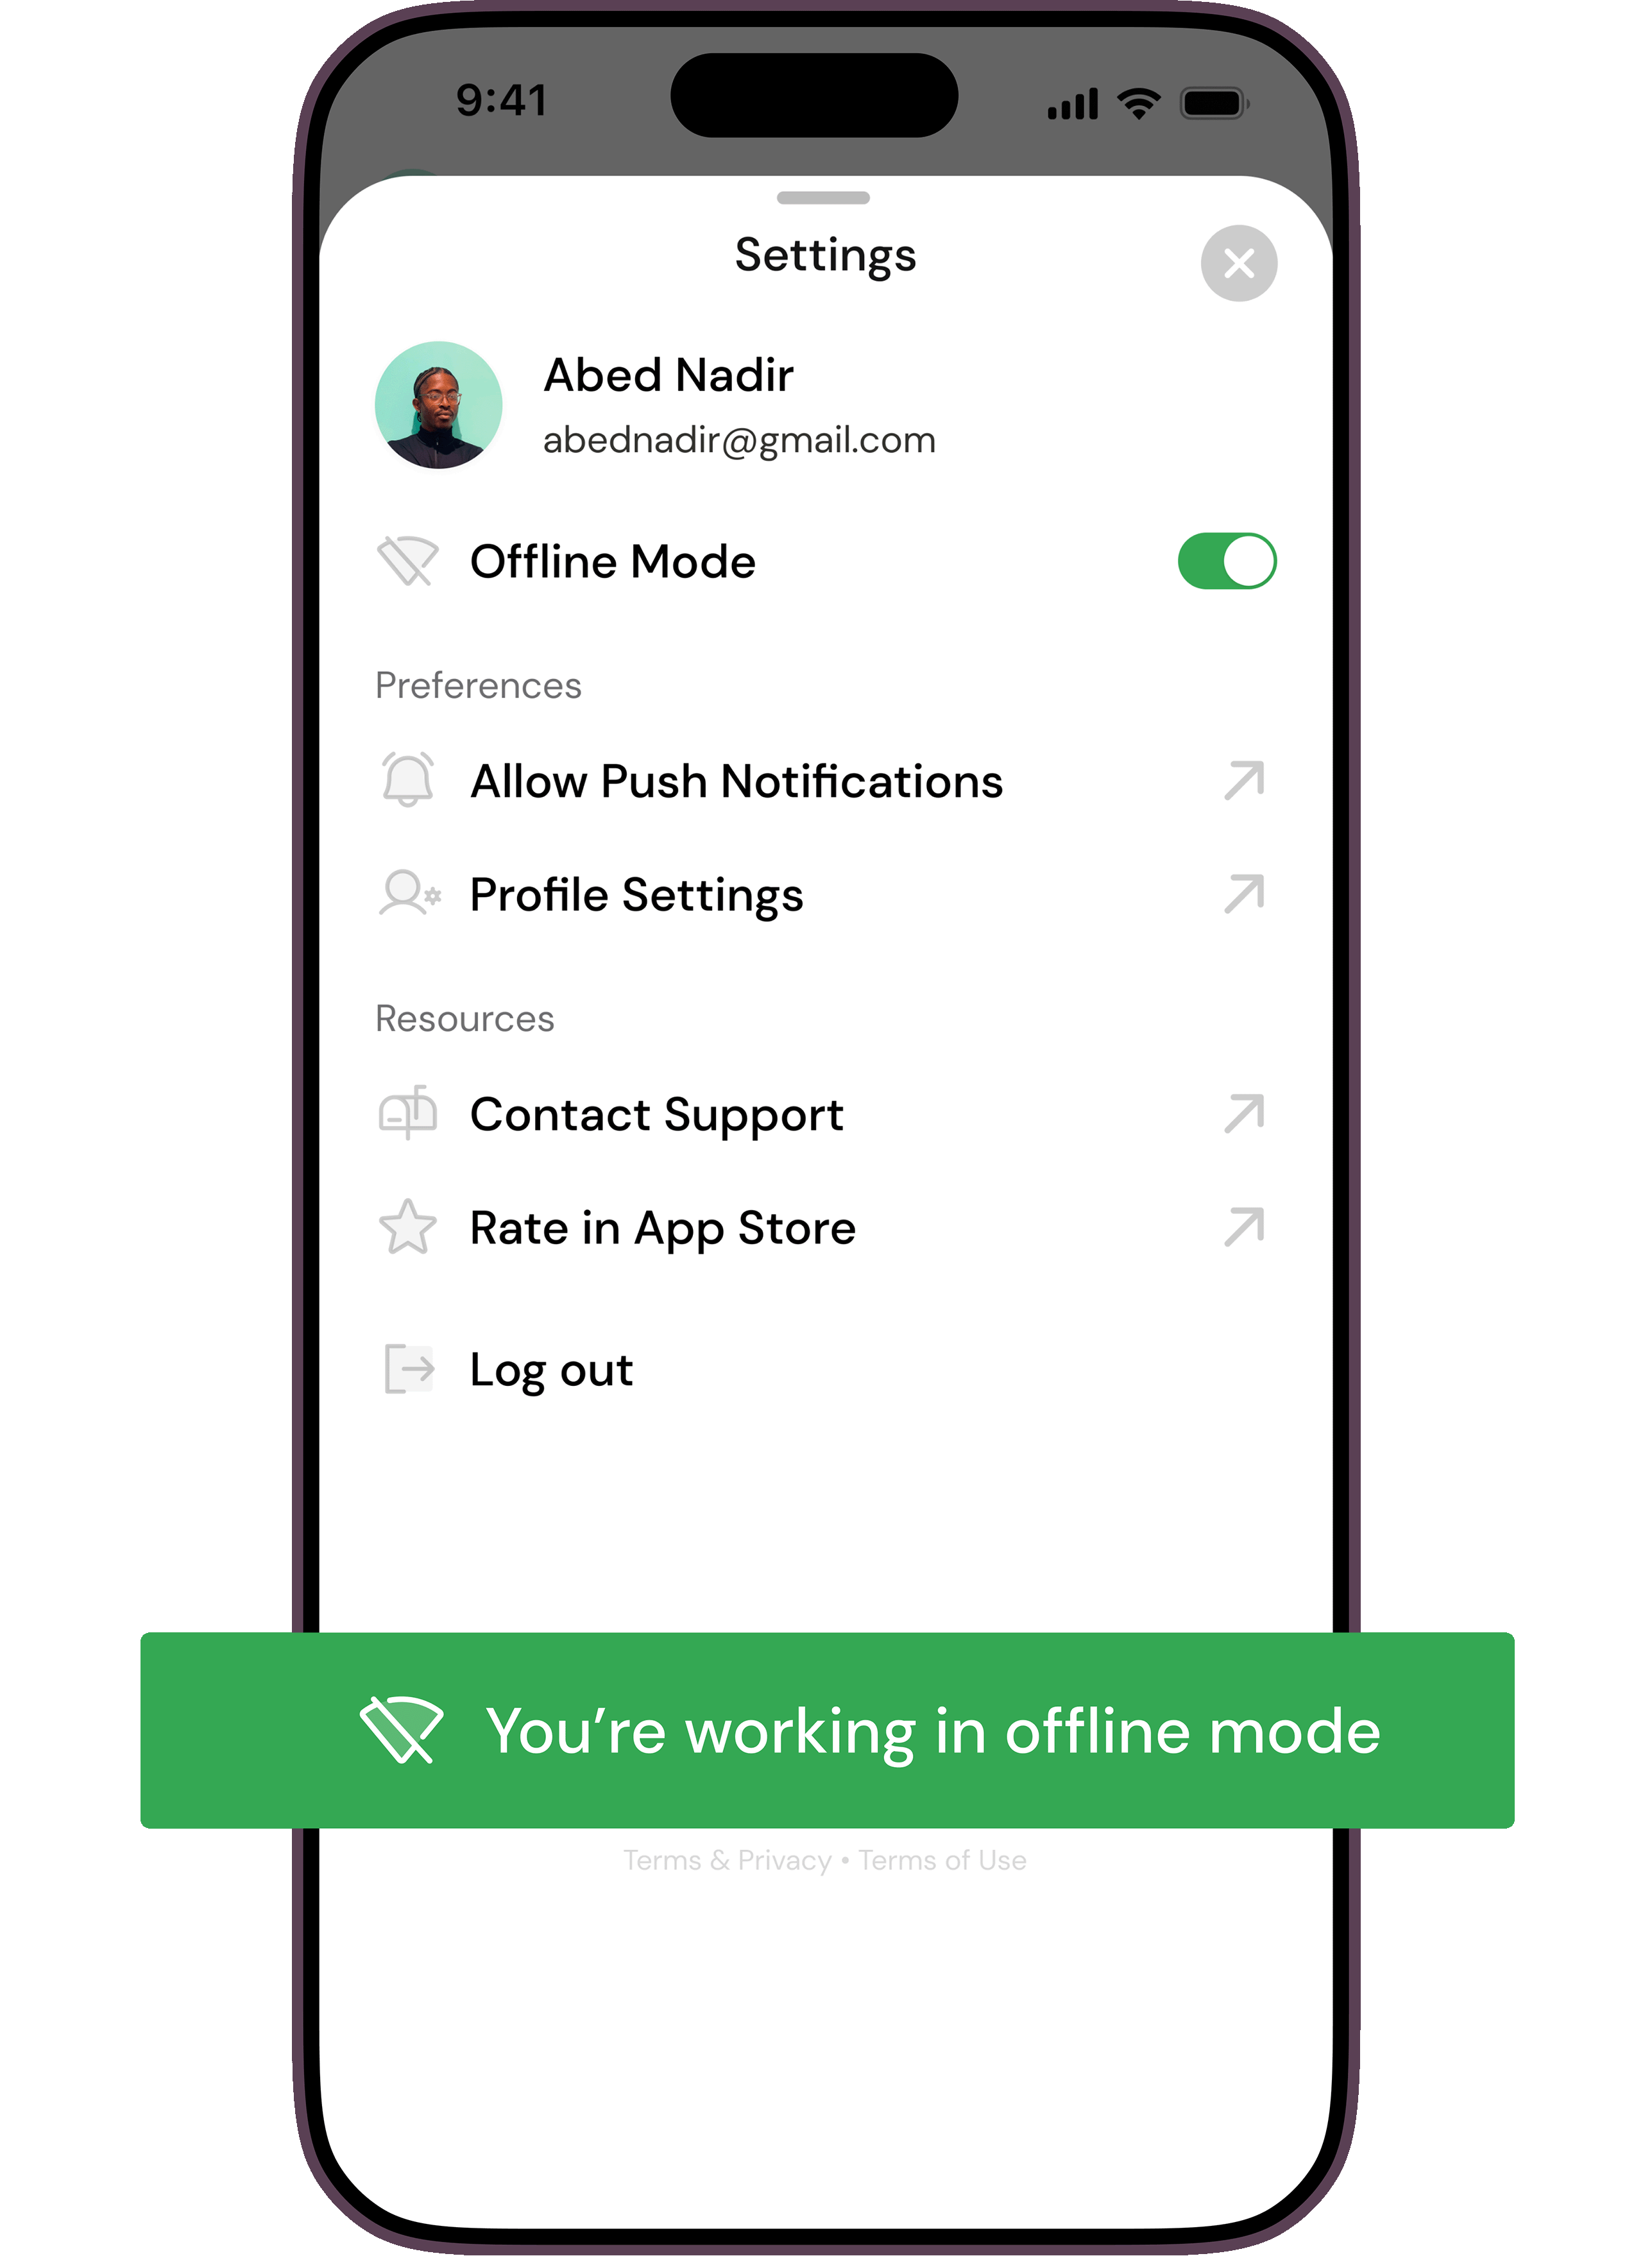 9:41
Settings
Abed Nadir
abednadir@gmail.com
Offline Mode
Preferences
Allow Push Notifications
Profile Settings
Resources
Contact Support
Rate in App Store
Log out
You’re working in offline mode
Terms & Privacy • Terms of Use